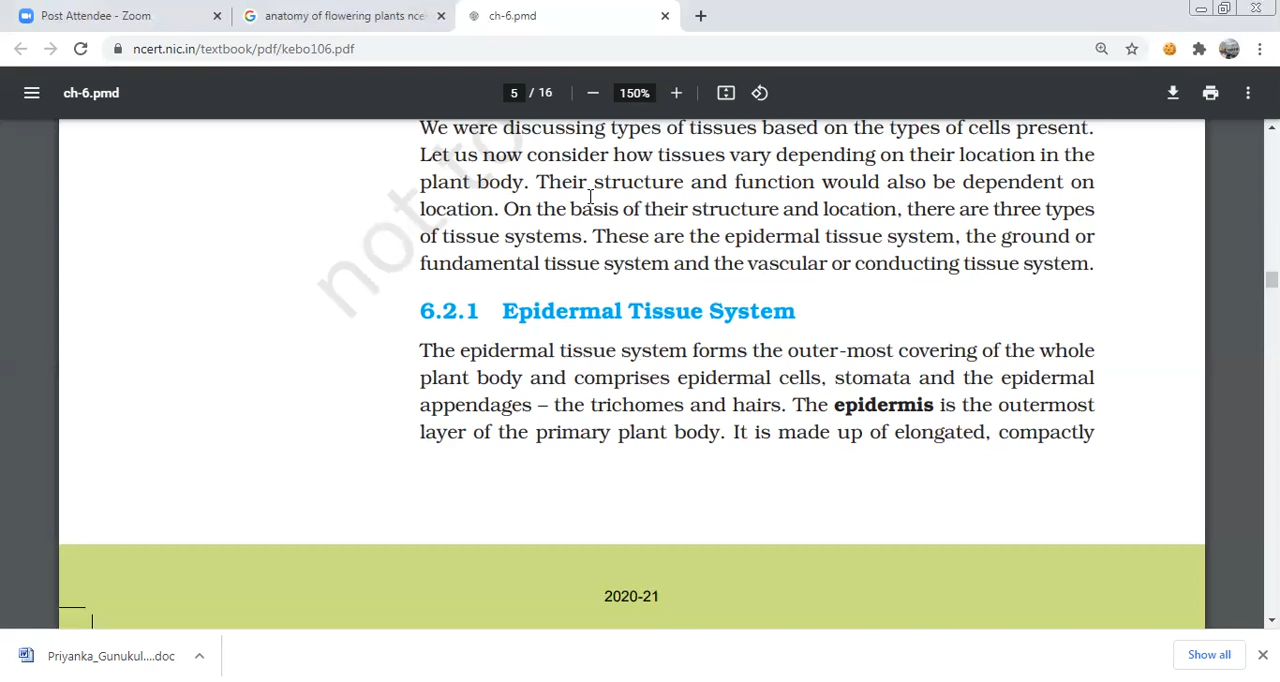 Post Attendee - Zoom
anatomy of flowering plants nce
ch-6.pmd
ncert.nic.in/textbook/pdf/kebo106.pdf
ch-6.pmd
5 / 16
150%
We were discussing types of tissues based on the types of cells present.
Let us now consider how tissues vary depending on their location in the
plant body. Their structure and function would also be dependent on
location. On the basis of their structure and location, there are three types
of tissue systems. These are the epidermal tissue system, the ground or
fundamental tissue system and the vascular or conducting tissue system.
not to
6.2.1 Epidermal Tissue System
The epidermal tissue system forms the outer-most covering of the whole
plant body and comprises epidermal cells, stomata and the epidermal
appendages – the trichomes and hairs. The epidermis is the outermost
layer of the primary plant body. It is made up of elongated, compactly
2020-21
Priyanka_Gunukul....doc
Show all